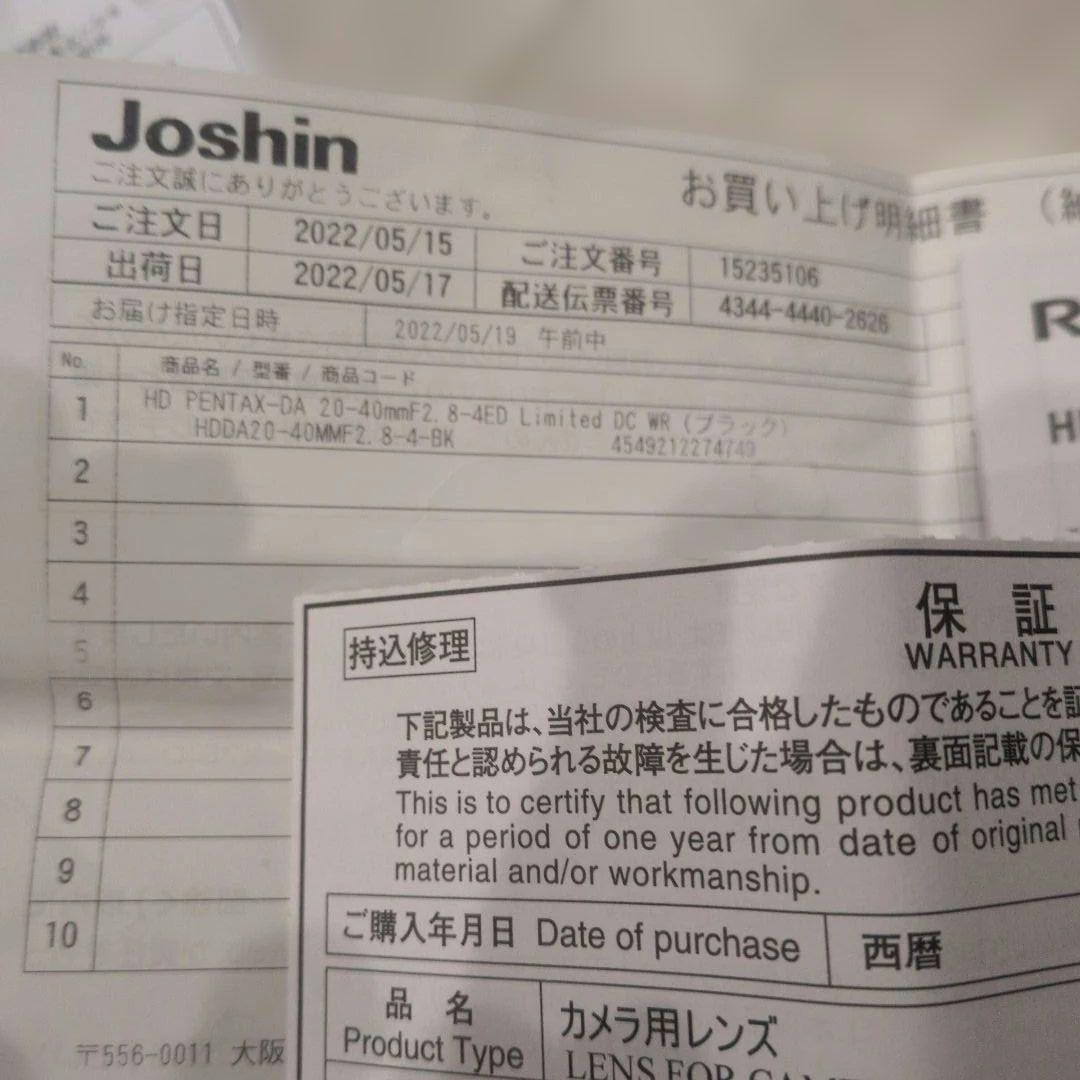 Joshin
ご注文誠にありがとうございます。
お買い上げ明細書
ご注文日 2022/05/15 ご注文番号 15235106
出荷日 2022/05/17 配送伝票番号 4344-4440-2626
お届け指定日時 2022/05/19 午前中
No. 商品名 / 型番 / 商品コード
1 HD PENTAX-DA 20-40mmF2.8-4ED Limited DC WR (ブラック)
HDDA20-40MMF2.8-4-BK 4549212274749
2
3
4
5
6
7
8
9
10
〒556-0011 大阪
R
持込修理
保証
WARRANTY
下記製品は、当社の検査に合格したものであることを証
責任と認められる故障を生じた場合は、裏面記載の保
This is to certify that following product has met
for a period of one year from date of original
material and/or workmanship.
ご購入年月日 Date of purchase 西暦
品名 カメラ用レンズ
Product Type LENS FOR CAM